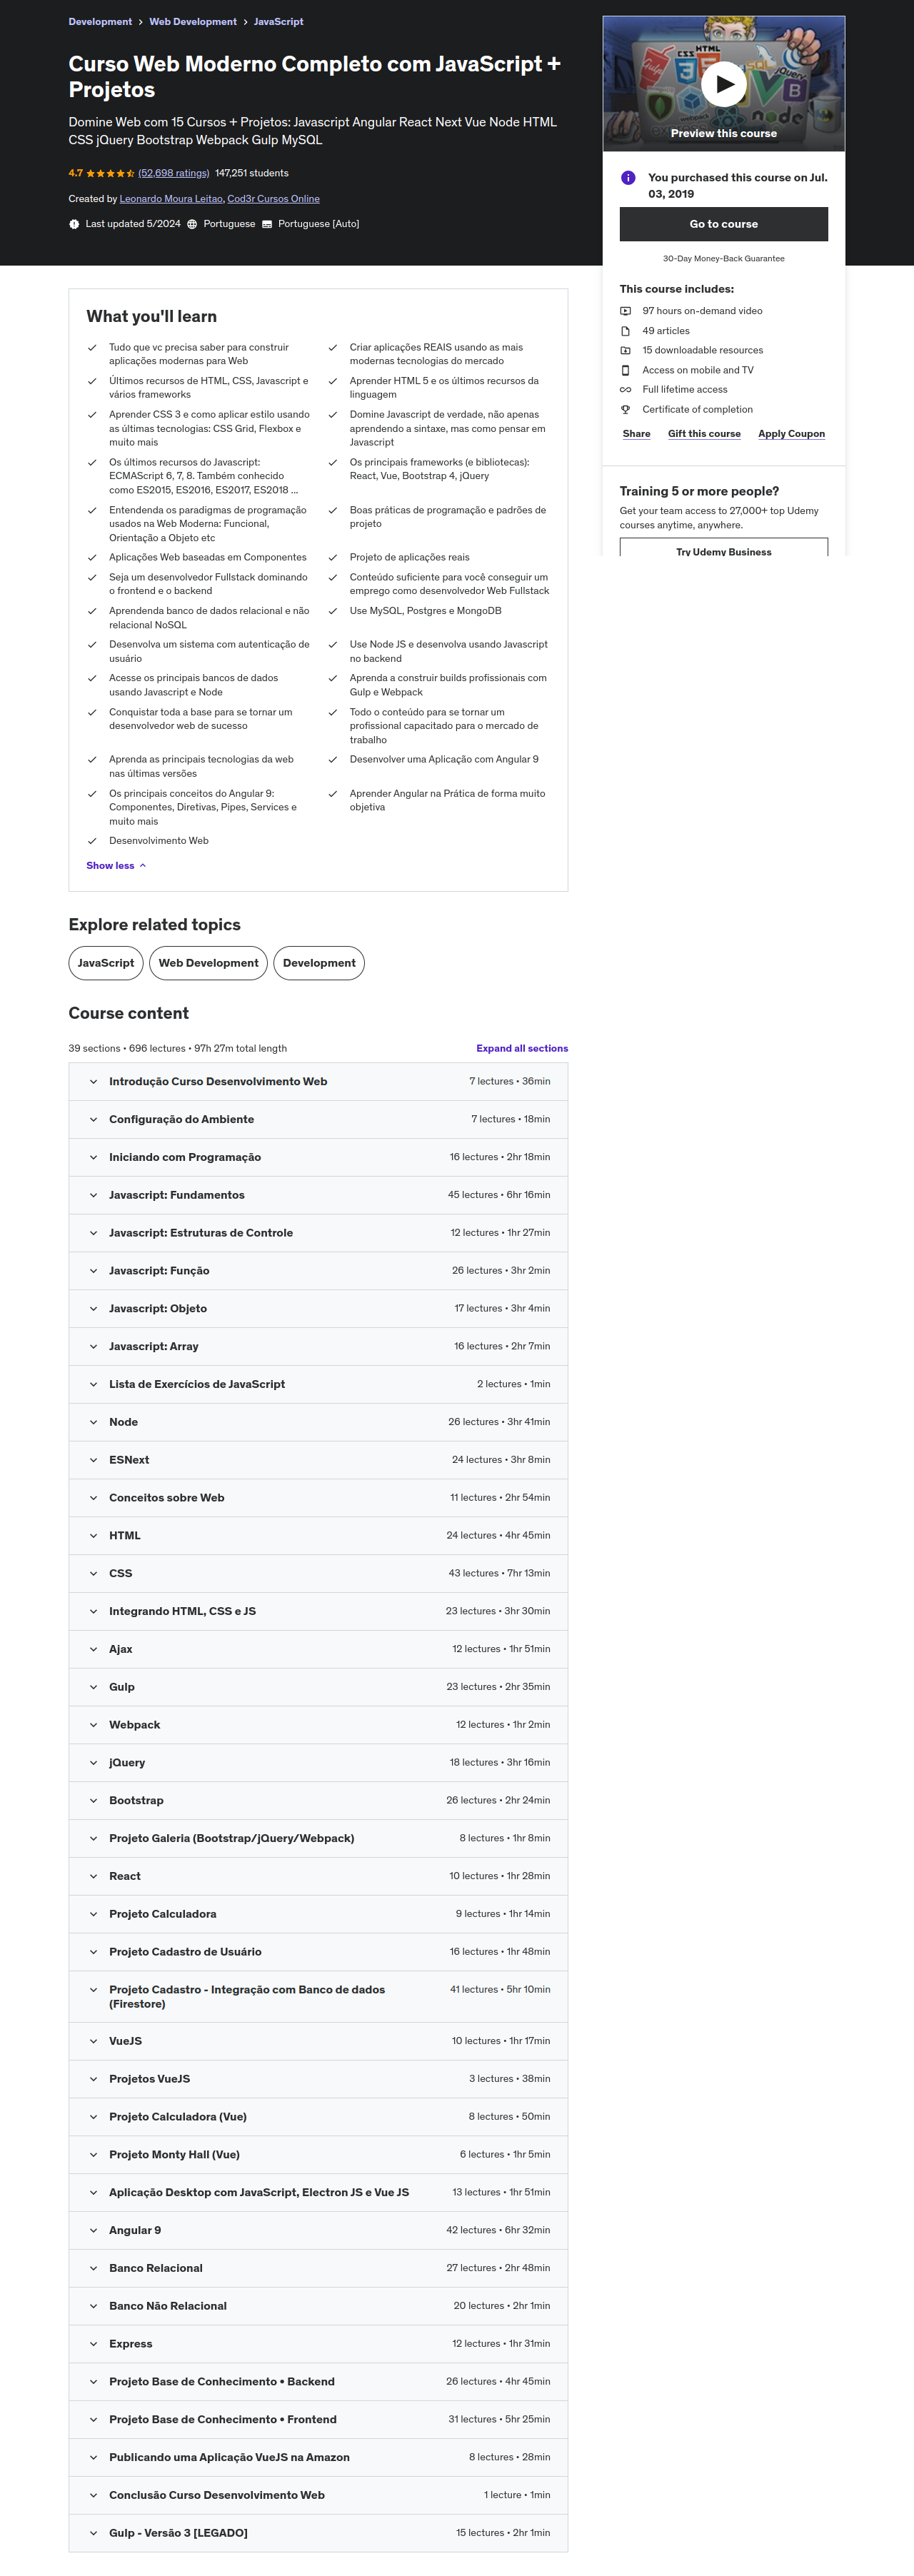 Development > Web Development > JavaScript
Curso Web Moderno Completo com JavaScript +
Projetos
Domine Web com 15 Cursos + Projetos: Javascript Angular React Next Vue Node HTML
CSS jQuery Bootstrap Webpack Gulp MySQL
4.7 (52,698 ratings) 147,251 students
Created by Leonardo Moura Leitao, Cod3r Cursos Online
Last updated 5/2024 Portuguese Portuguese [Auto]
Preview this course
You purchased this course on Jul.
03, 2019
Go to course
30-Day Money-Back Guarantee
This course includes:
97 hours on-demand video
49 articles
15 downloadable resources
Access on mobile and TV
Full lifetime access
Certificate of completion
Share Gift this course Apply Coupon
Training 5 or more people?
Get your team access to 27,000+ top Udemy
courses anytime, anywhere.
Try Udemy Business
What you'll learn
Tudo que vc precisa saber para construir
aplicações modernas para Web
Criar aplicações REAIS usando as mais
modernas tecnologias do mercado
Últimos recursos de HTML, CSS, Javascript e
vários frameworks
Aprender HTML 5 e os últimos recursos da
linguagem
Aprender CSS 3 e como aplicar estilo usando
as últimas tecnologias: CSS Grid, Flexbox e
muito mais
Domine Javascript de verdade, não apenas
aprendendo a sintaxe, mas como pensar em
Javascript
Os últimos recursos do Javascript:
ECMAScript 6, 7, 8. Também conhecido
como ES2015, ES2016, ES2017, ES2018 ...
Os principais frameworks (e bibliotecas):
React, Vue, Bootstrap 4, jQuery
Entendenda os paradigmas de programação
usados na Web Moderna: Funcional,
Orientação a Objeto etc
Boas práticas de programação e padrões de
projeto
Aplicações Web baseadas em Componentes
Projeto de aplicações reais
Seja um desenvolvedor Fullstack dominando
o frontend e o backend
Conteúdo suficiente para você conseguir um
emprego como desenvolvedor Web Fullstack
Aprendenda banco de dados relacional e não
relacional NoSQL
Use MySQL, Postgres e MongoDB
Desenvolva um sistema com autenticação de
usuário
Use Node JS e desenvolva usando Javascript
no backend
Acesse os principais bancos de dados
usando Javascript e Node
Aprenda a construir builds profissionais com
Gulp e Webpack
Conquistar toda a base para se tornar um
desenvolvedor web de sucesso
Todo o conteúdo para se tornar um
profissional capacitado para o mercado de
trabalho
Aprenda as principais tecnologias da web
nas últimas versões
Desenvolver uma Aplicação com Angular 9
Os principais conceitos do Angular 9:
Componentes, Diretivas, Pipes, Services e
muito mais
Aprender Angular na Prática de forma muito
objetiva
Desenvolvimento Web
Show less
Explore related topics
JavaScript Web Development Development
Course content
39 sections • 696 lectures • 97h 27m total length Expand all sections
Introdução Curso Desenvolvimento Web 7 lectures • 36min
Configuração do Ambiente 7 lectures • 18min
Iniciando com Programação 16 lectures • 2hr 18min
Javascript: Fundamentos 45 lectures • 6hr 16min
Javascript: Estruturas de Controle 12 lectures • 1hr 27min
Javascript: Função 26 lectures • 3hr 2min
Javascript: Objeto 17 lectures • 3hr 4min
Javascript: Array 16 lectures • 2hr 7min
Lista de Exercícios de JavaScript 2 lectures • 1min
Node 26 lectures • 3hr 41min
ESNext 24 lectures • 3hr 8min
Conceitos sobre Web 11 lectures • 2hr 54min
HTML 24 lectures • 4hr 45min
CSS 43 lectures • 7hr 13min
Integrando HTML, CSS e JS 23 lectures • 3hr 30min
Ajax 12 lectures • 1hr 51min
Gulp 23 lectures • 2hr 35min
Webpack 12 lectures • 1hr 2min
jQuery 18 lectures • 3hr 16min
Bootstrap 26 lectures • 2hr 24min
Projeto Galeria (Bootstrap/jQuery/Webpack) 8 lectures • 1hr 8min
React 10 lectures • 1hr 28min
Projeto Calculadora 9 lectures • 1hr 14min
Projeto Cadastro de Usuário 16 lectures • 1hr 48min
Projeto Cadastro - Integração com Banco de dados 41 lectures • 5hr 10min
(Firestore)
VueJS 10 lectures • 1hr 17min
Projetos VueJS 3 lectures • 38min
Projeto Calculadora (Vue) 8 lectures • 50min
Projeto Monty Hall (Vue) 6 lectures • 1hr 5min
Aplicação Desktop com JavaScript, Electron JS e Vue JS 13 lectures • 1hr 51min
Angular 9 42 lectures • 6hr 32min
Banco Relacional 27 lectures • 2hr 48min
Banco Não Relacional 20 lectures • 2hr 1min
Express 12 lectures • 1hr 31min
Projeto Base de Conhecimento • Backend 26 lectures • 4hr 45min
Projeto Base de Conhecimento • Frontend 31 lectures • 5hr 25min
Publicando uma Aplicação VueJS na Amazon 8 lectures • 28min
Conclusão Curso Desenvolvimento Web 1 lecture • 1min
Gulp - Versão 3 [LEGADO] 15 lectures • 2hr 1min